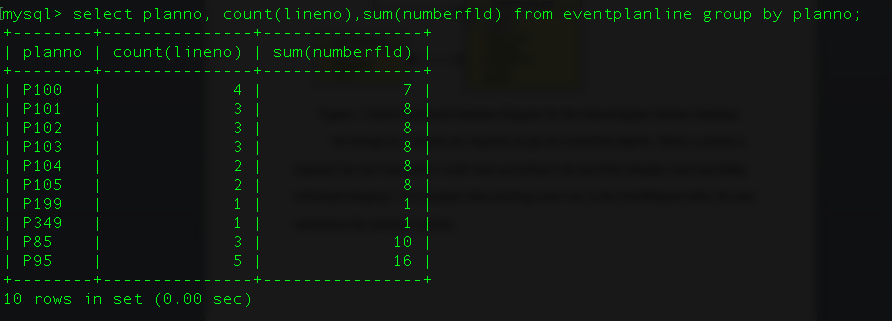 [mysql> select planno, count(lineno),sum(numberfld) from eventplanline group by planno;
+--------+---------------+----------------+
| planno | count(lineno) | sum(numberfld) |
+--------+---------------+----------------+
| P100   |             4 |              7 |
| P101   |             3 |              8 |
| P102   |             3 |              8 |
| P103   |             3 |              8 |
| P104   |             2 |              8 |
| P105   |             2 |              8 |
| P199   |             1 |              1 |
| P349   |             1 |              1 |
| P85    |             3 |             10 |
| P95    |             5 |             16 |
+--------+---------------+----------------+
10 rows in set (0.00 sec)